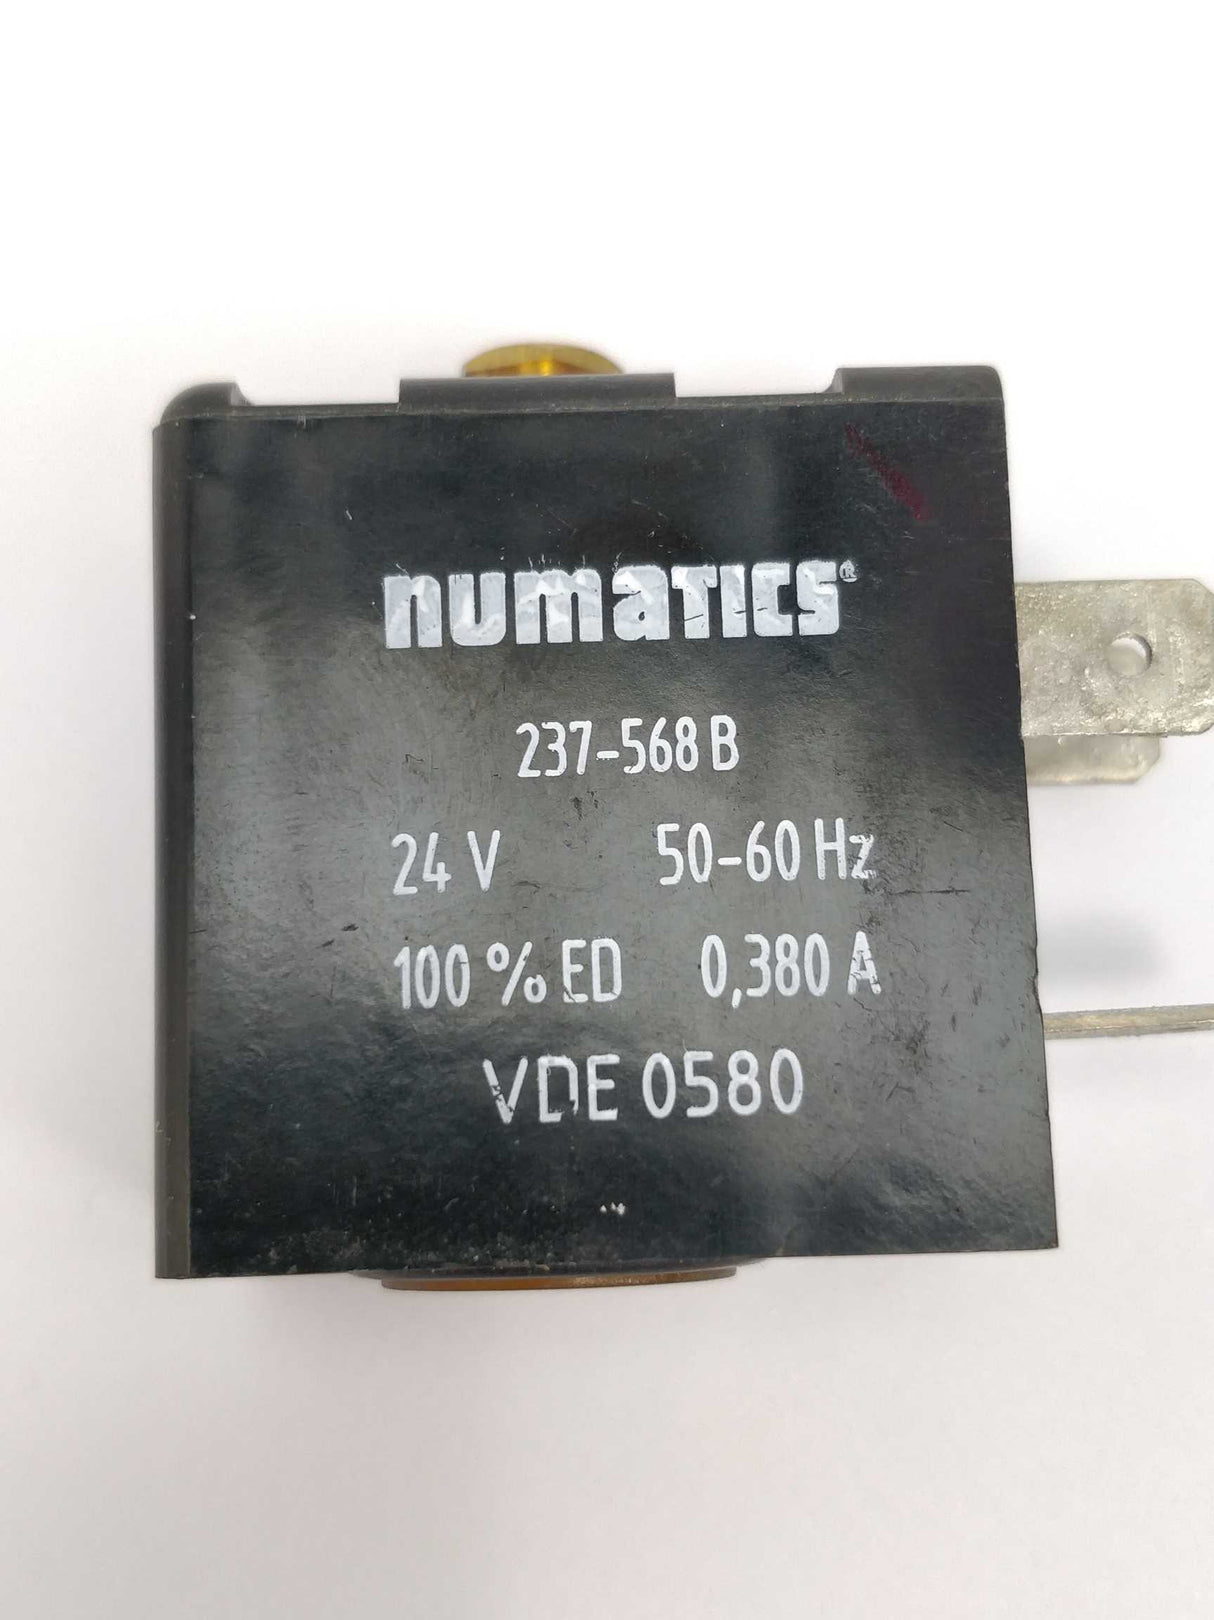 numatics®
237-568 B
24 V 50-60 Hz
100 % ED 0,380 A
VDE 0580